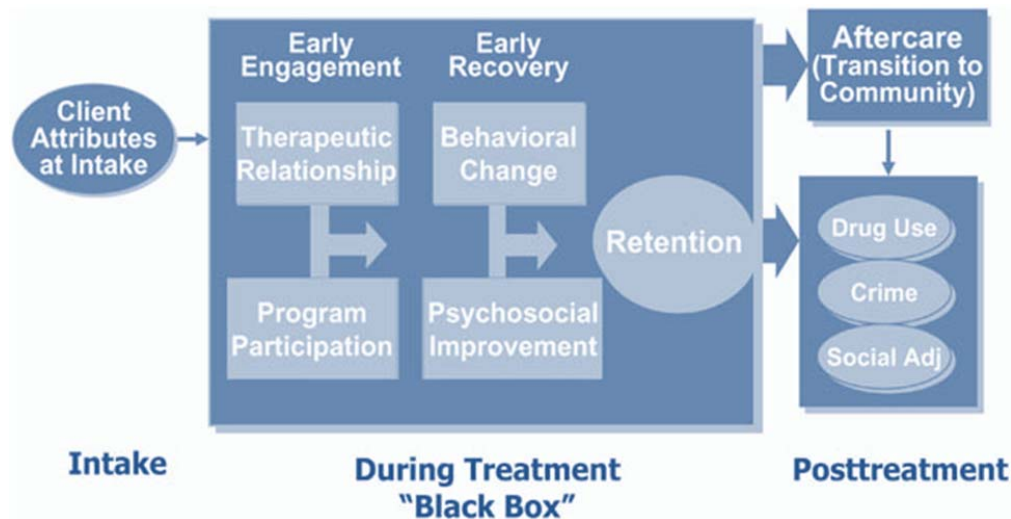 Client
Attributes
at Intake
Early
Engagement
Therapeutic
Relationship
Program
Participation
Early
Recovery
Behavioral
Change
Psychosocial
Improvement
Retention
Aftercare
(Transition to
Community)
Drug Use
Crime
Social Adj
Intake
During Treatment
“Black Box”
Posttreatment